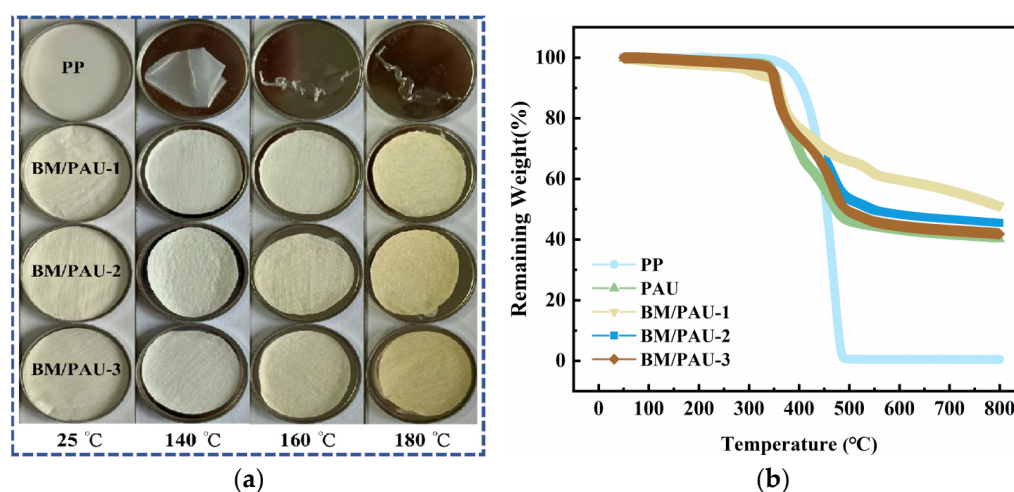 PP
BM/PAU-1
BM/PAU-2
BM/PAU-3
25 ℃
140 ℃
160 ℃
180 ℃
(a)
Remaining Weight(%)
100
80
60
40
20
0
PP
PAU
BM/PAU-1
BM/PAU-2
BM/PAU-3
0 100 200 300 400 500 600 700 800
Temperature (℃)
(b)